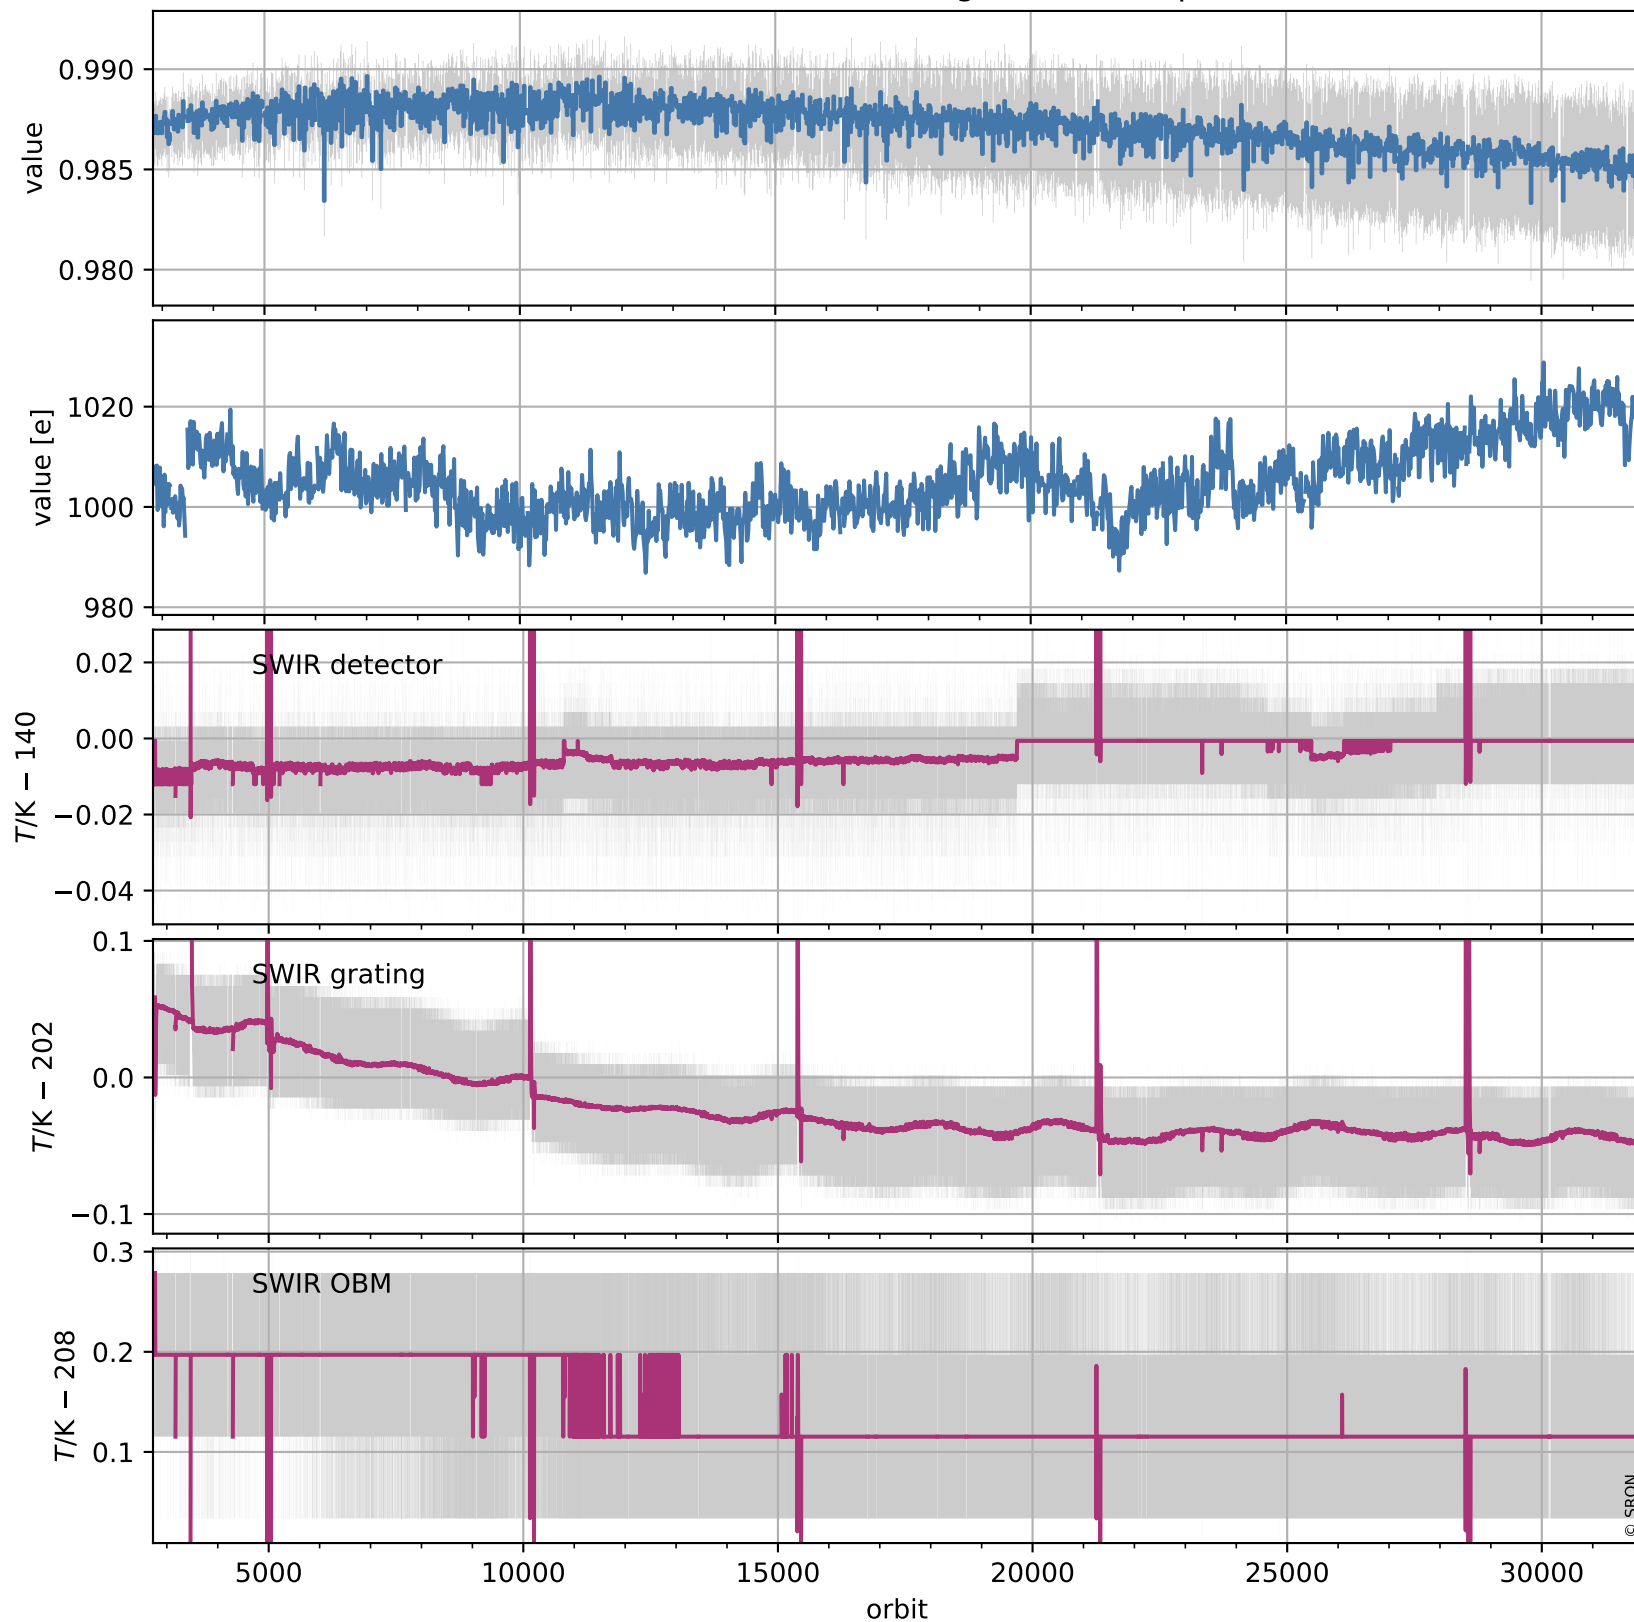 value
0.990
0.985
0.980
value [e]
1020
1000
980
SWIR detector
T/K − 140
0.02
0.00
−0.02
−0.04
SWIR grating
T/K − 202
0.1
0.0
−0.1
SWIR OBM
T/K − 208
0.3
0.2
0.1
5000 10000 15000 20000 25000 30000
orbit
© SRON